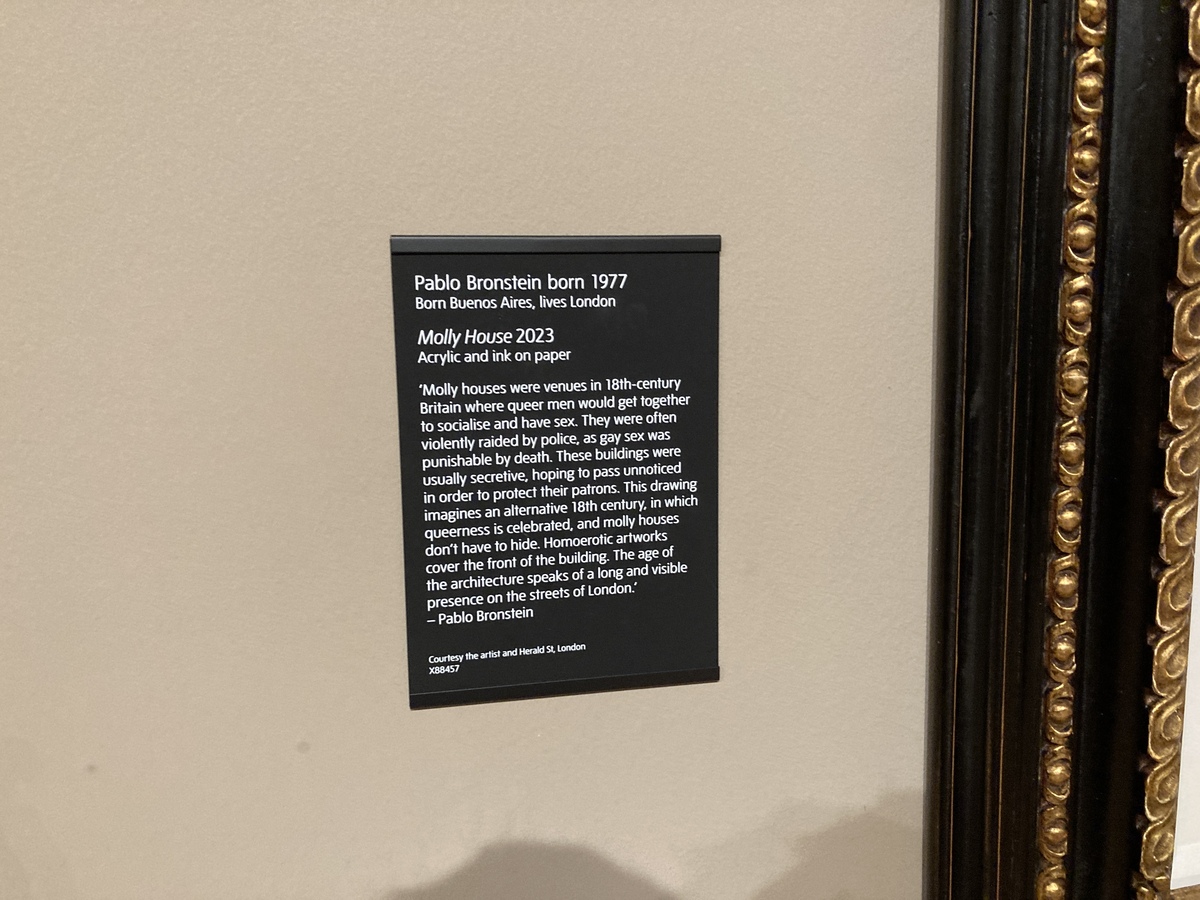 Pablo Bronstein born 1977
Born Buenos Aires, lives London
Molly House 2023
Acrylic and ink on paper
‘Molly houses were venues in 18th-century
Britain where queer men would get together
to socialise and have sex. They were often
violently raided by police, as gay sex was
punishable by death. These buildings were
usually secretive, hoping to pass unnoticed
in order to protect their patrons. This drawing
imagines an alternative 18th century, in which
queerness is celebrated, and molly houses
don’t have to hide. Homoerotic artworks
cover the front of the building. The age of
the architecture speaks of a long and visible
presence on the streets of London.’
– Pablo Bronstein
Courtesy the artist and Herald St, London
X88457